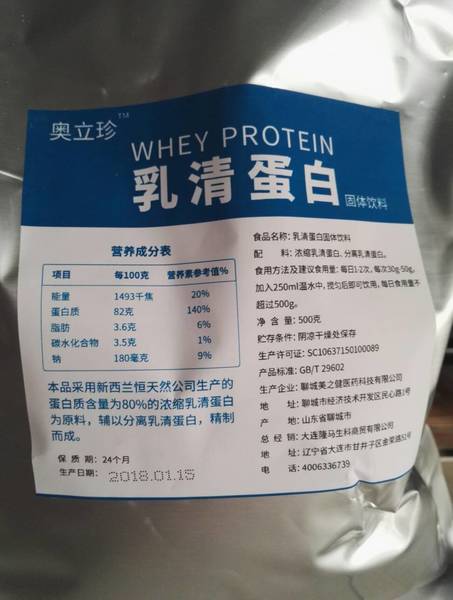 奥立珍™
WHEY PROTEIN
乳清蛋白 固体饮料
营养成分表
项目 每100克 营养素参考值%
能量 1493千焦 20%
蛋白质 82克 140%
脂肪 3.6克 6%
碳水化合物 3.5克 1%
钠 180毫克 9%
本品采用新西兰恒天然公司生产的
蛋白质含量为80%的浓缩乳清蛋白
为原料，辅以分离乳清蛋白，精制
而成。
保 质 期：24个月
生产日期： 2018.01.15
食品名称：乳清蛋白固体饮料
配 料：浓缩乳清蛋白、分离乳清蛋白。
食用方法及建议食用量：每日1-2次，每次30g-50g，
加入250ml温水中，搅匀后即可饮用，每日食用量不
超过500g。
净 含 量：500克
贮存条件：阴凉干燥处保存
生产许可证：SC10637150100089
产品标准：GB/T 29602
生产企业：聊城美之健医药科技有限公司
地 址：聊城市经济技术开发区民心路1号
产 地：山东省聊城市
总 经 销：大连隆马生科商贸有限公司
地 址：辽宁省大连市甘井子区金柴路52号
电 话：4006336739